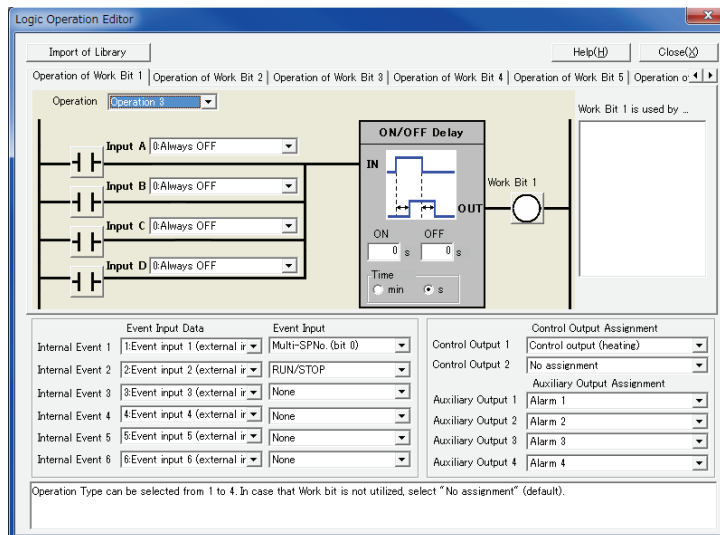 Logic Operation Editor
Import of Library
Help(H)
Close(X)
Operation of Work Bit 1
Operation of Work Bit 2
Operation of Work Bit 3
Operation of Work Bit 4
Operation of Work Bit 5
Operation o
Operation
Operation 3
Work Bit 1 is used by ...
Input A
0:Always OFF
Input B
0:Always OFF
Input C
0:Always OFF
Input D
0:Always OFF
ON/OFF Delay
IN
OUT
ON
OFF
0 s
0 s
Time
min
s
Work Bit 1
Event Input Data
Event Input
Internal Event 1
1:Event input 1 (external ir
Multi-SPNo. (bit 0)
Internal Event 2
2:Event input 2 (external ir
RUN/STOP
Internal Event 3
3:Event input 3 (external ir
None
Internal Event 4
4:Event input 4 (external ir
None
Internal Event 5
5:Event input 5 (external ir
None
Internal Event 6
6:Event input 6 (external ir
None
Control Output Assignment
Control Output 1
Control output (heating)
Control Output 2
No assignment
Auxiliary Output Assignment
Auxiliary Output 1
Alarm 1
Auxiliary Output 2
Alarm 2
Auxiliary Output 3
Alarm 3
Auxiliary Output 4
Alarm 4
Operation Type can be selected from 1 to 4. In case that Work bit is not utilized, select "No assignment" (default).